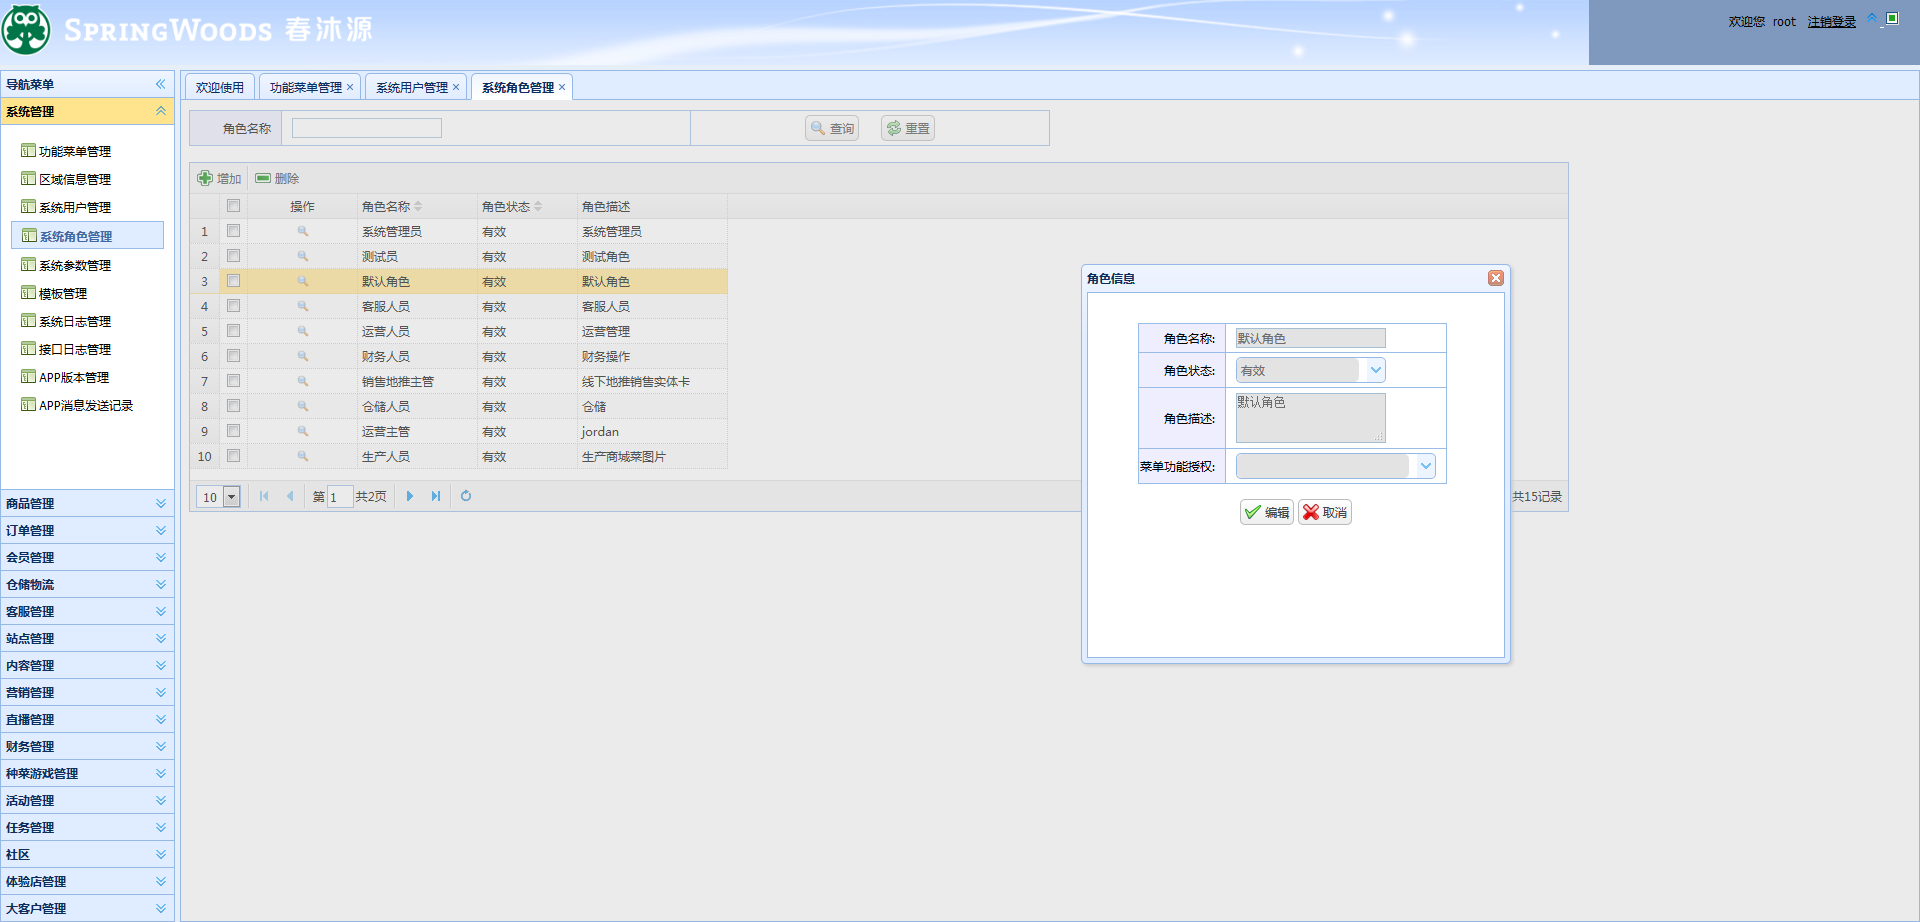 SPRINGWOODS 春沐源
欢迎您 root 注销登录
导航菜单
系统管理
功能菜单管理
区域信息管理
系统用户管理
系统角色管理
系统参数管理
模板管理
系统日志管理
接口日志管理
APP版本管理
APP消息发送记录
商品管理
订单管理
会员管理
仓储物流
客服管理
站点管理
内容管理
营销管理
直播管理
财务管理
种菜游戏管理
活动管理
任务管理
社区
体验店管理
大客户管理
欢迎使用 功能菜单管理 系统用户管理 系统角色管理
角色名称 查询 重置
增加 删除
操作 角色名称 角色状态 角色描述
1 系统管理员 有效 系统管理员
2 测试员 有效 测试角色
3 默认角色 有效 默认角色
4 客服人员 有效 客服人员
5 运营人员 有效 运营管理
6 财务人员 有效 财务操作
7 销售地推主管 有效 线下地推销售实体卡
8 仓储人员 有效 仓储
9 运营主管 有效 jordan
10 生产人员 有效 生产商城菜图片
10 第 1 共2页 共15记录
角色信息
角色名称: 默认角色
角色状态: 有效
角色描述: 默认角色
菜单功能授权:
编辑 取消